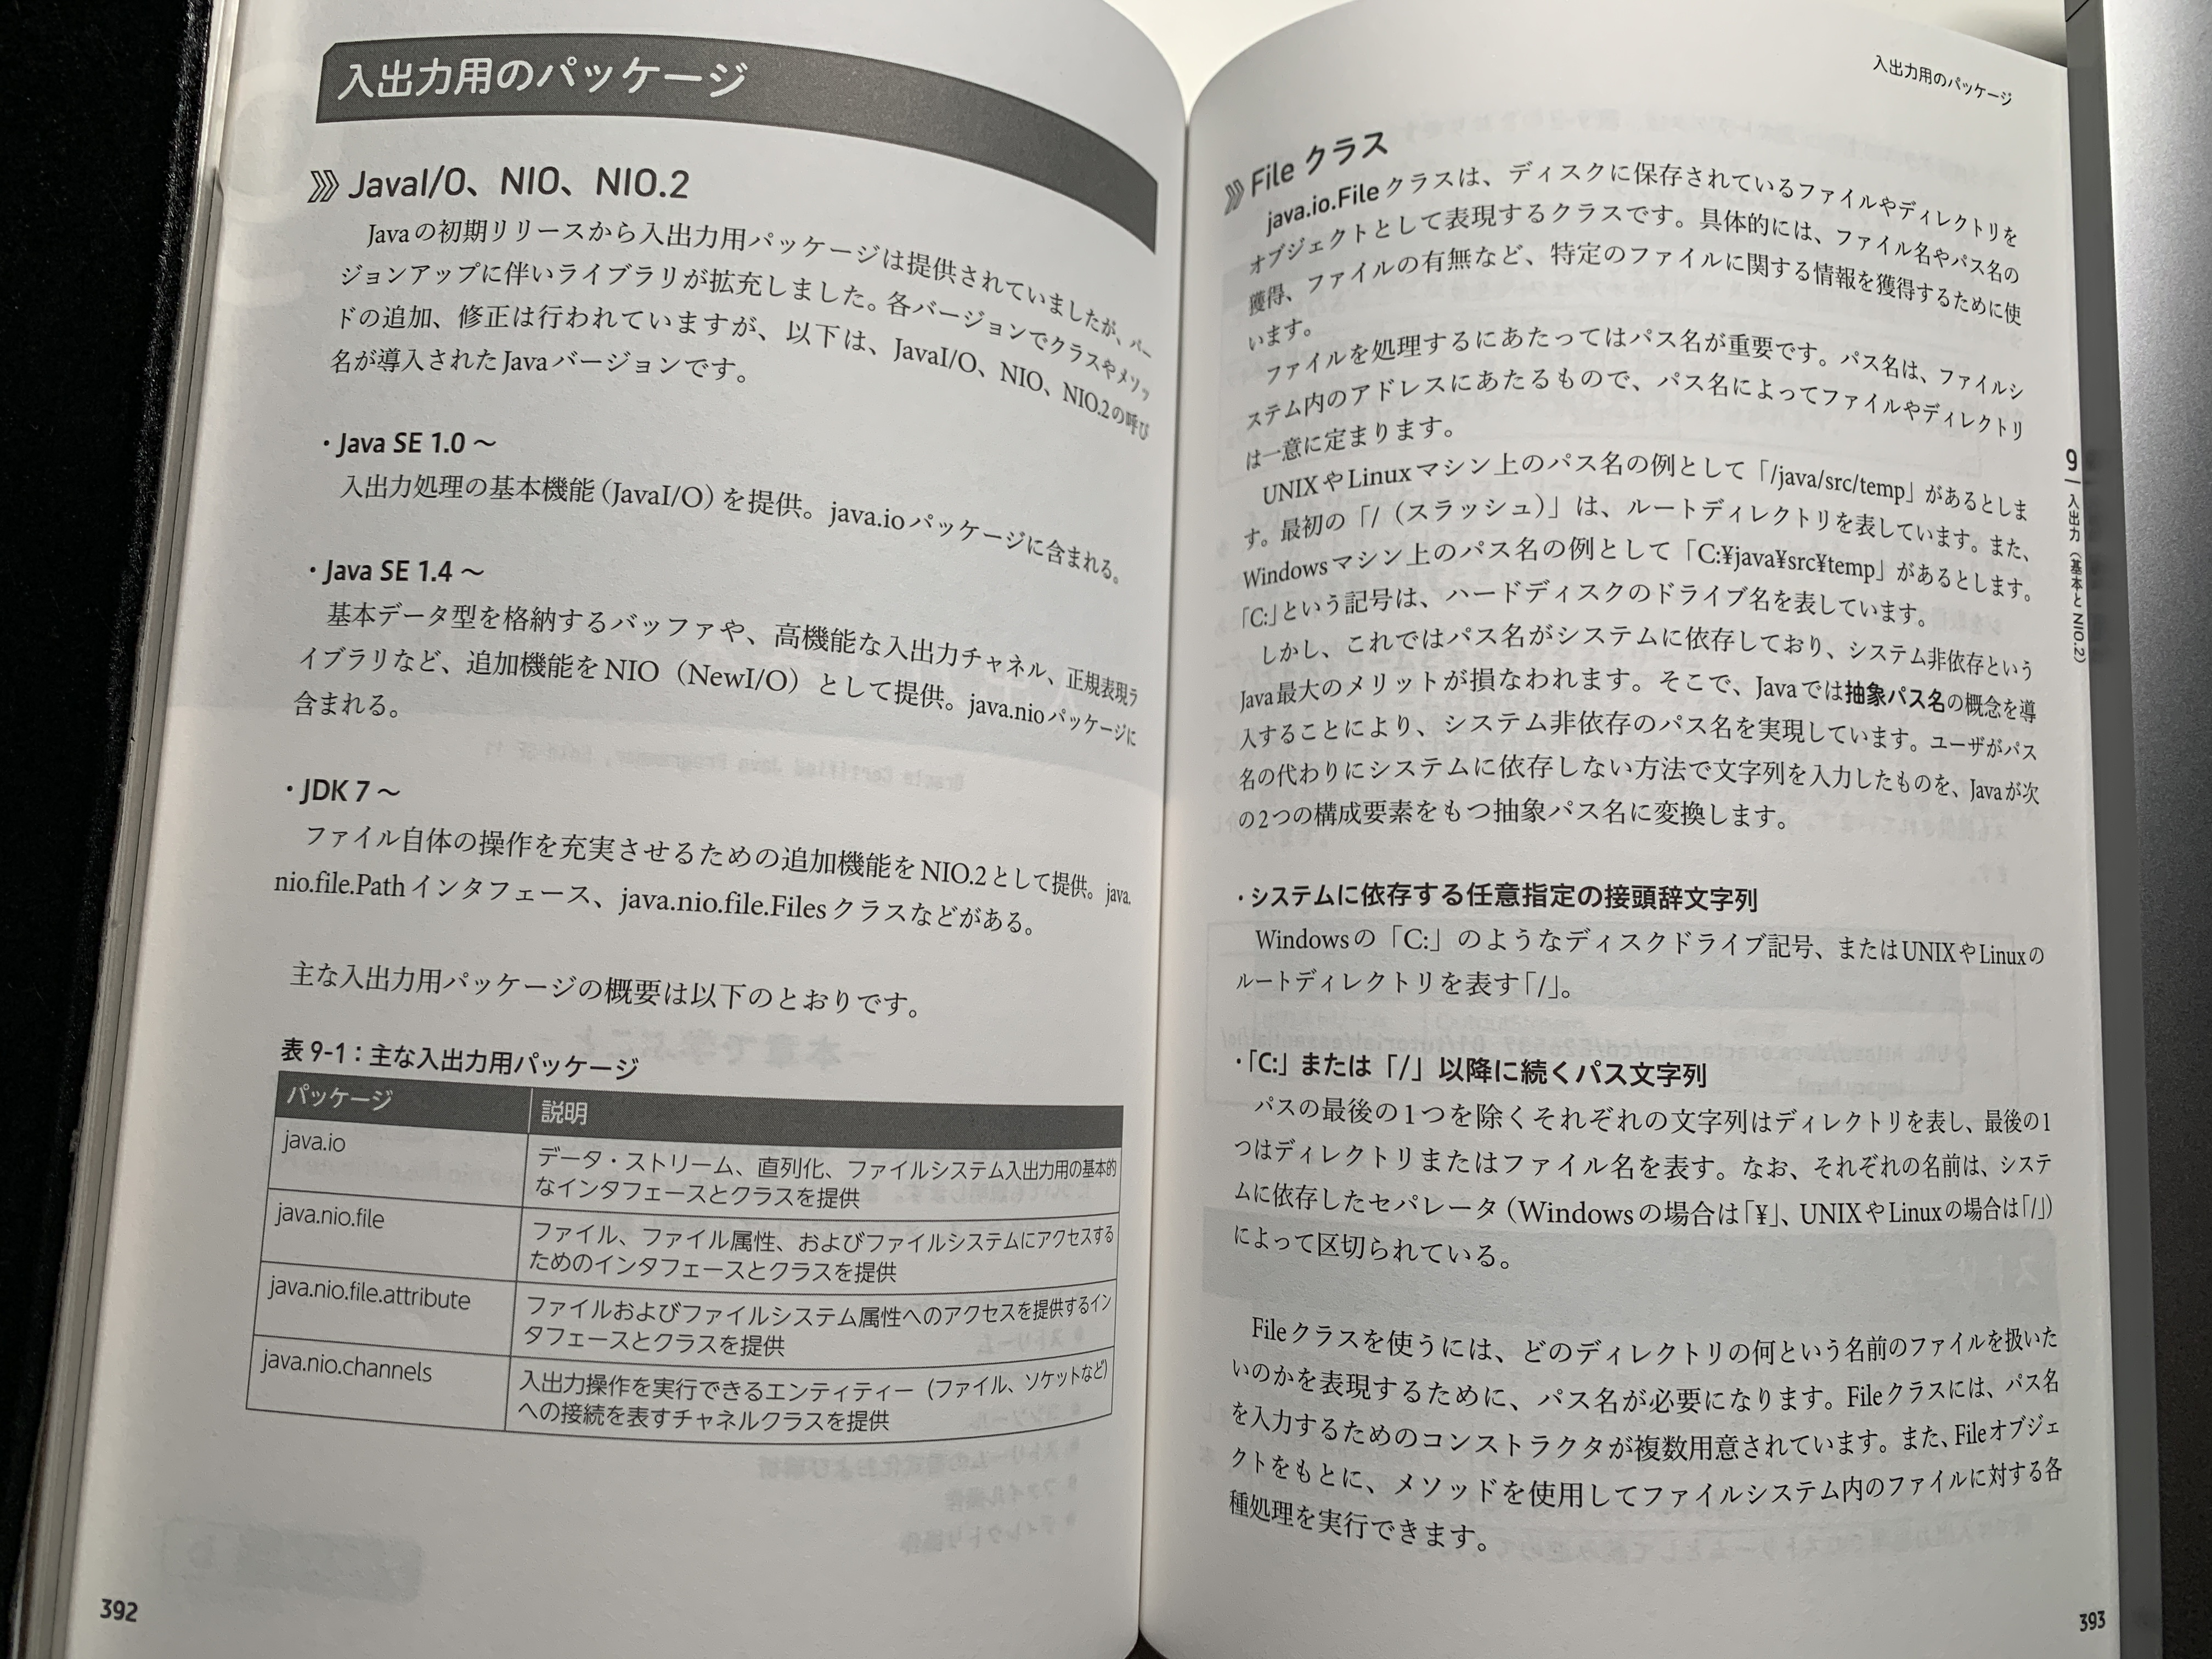 入出力用のパッケージ
JavaI/O、NIO、NIO.2
Javaの初期リリースから入出力用パッケージは提供されていましたが、バー
ジョンアップに伴いライブラリが拡充しました。各バージョンでクラスやメソッ
ドの追加、修正は行われていますが、以下は、JavaI/O、NIO、NIO.2の呼び
名が導入されたJavaバージョンです。
・Java SE 1.0 〜
入出力処理の基本機能（JavaI/O）を提供。java.ioパッケージに含まれる。
・Java SE 1.4 〜
基本データ型を格納するバッファや、高機能な入出力チャネル、正規表現ラ
イブラリなど、追加機能をNIO（NewI/O）として提供。java.nioパッケージに
含まれる。
・JDK 7 〜
ファイル自体の操作を充実させるための追加機能をNIO.2として提供。java.
nio.file.Pathインタフェース、java.nio.file.Filesクラスなどがある。
主な入出力用パッケージの概要は以下のとおりです。
表 9-1：主な入出力用パッケージ
パッケージ 説明
java.io データ・ストリーム、直列化、ファイルシステム入出力用の基本的
なインタフェースとクラスを提供
java.nio.file ファイル、ファイル属性、およびファイルシステムにアクセスする
ためのインタフェースとクラスを提供
java.nio.file.attribute ファイルおよびファイルシステム属性へのアクセスを提供するイン
タフェースとクラスを提供
java.nio.channels 入出力操作を実行できるエンティティー（ファイル、ソケットなど）
への接続を表すチャネルクラスを提供
392
入出力用のパッケージ
File クラス
java.io.Fileクラスは、ディスクに保存されているファイルやディレクトリを
オブジェクトとして表現するクラスです。具体的には、ファイル名やパス名の
獲得、ファイルの有無など、特定のファイルに関する情報を獲得するために使
います。
ファイルを処理するにあたってはパス名が重要です。パス名は、ファイルシ
ステム内のアドレスにあたるもので、パス名によってファイルやディレクトリ
は一意に定まります。
UNIXやLinuxマシン上のパス名の例として「/java/src/temp」があるとしま
す。最初の「/（スラッシュ）」は、ルートディレクトリを表しています。また、
Windowsマシン上のパス名の例として「C:¥java¥src¥temp」があるとします。
「C:」という記号は、ハードディスクのドライブ名を表しています。
しかし、これではパス名がシステムに依存しており、システム非依存という
Java最大のメリットが損なわれます。そこで、Javaでは抽象パス名の概念を導
入することにより、システム非依存のパス名を実現しています。ユーザがパス
名の代わりにシステムに依存しない方法で文字列を入力したものを、Javaが次
の2つの構成要素をもつ抽象パス名に変換します。
・システムに依存する任意指定の接頭辞文字列
Windowsの「C:」のようなディスクドライブ記号、またはUNIXやLinuxの
ルートディレクトリを表す「/」。
・「C:」または「/」以降に続くパス文字列
パスの最後の1つを除くそれぞれの文字列はディレクトリを表し、最後の1
つはディレクトリまたはファイル名を表す。なお、それぞれの名前は、システ
ムに依存したセパレータ（Windowsの場合は「¥」、UNIXやLinuxの場合は「/」）
によって区切られている。
Fileクラスを使うには、どのディレクトリの何という名前のファイルを扱いた
いのかを表現するために、パス名が必要になります。Fileクラスには、パス名
を入力するためのコンストラクタが複数用意されています。また、Fileオブジェ
クトをもとに、メソッドを使用してファイルシステム内のファイルに対する各
種処理を実行できます。
9 入出力（基本と NIO.2）
393